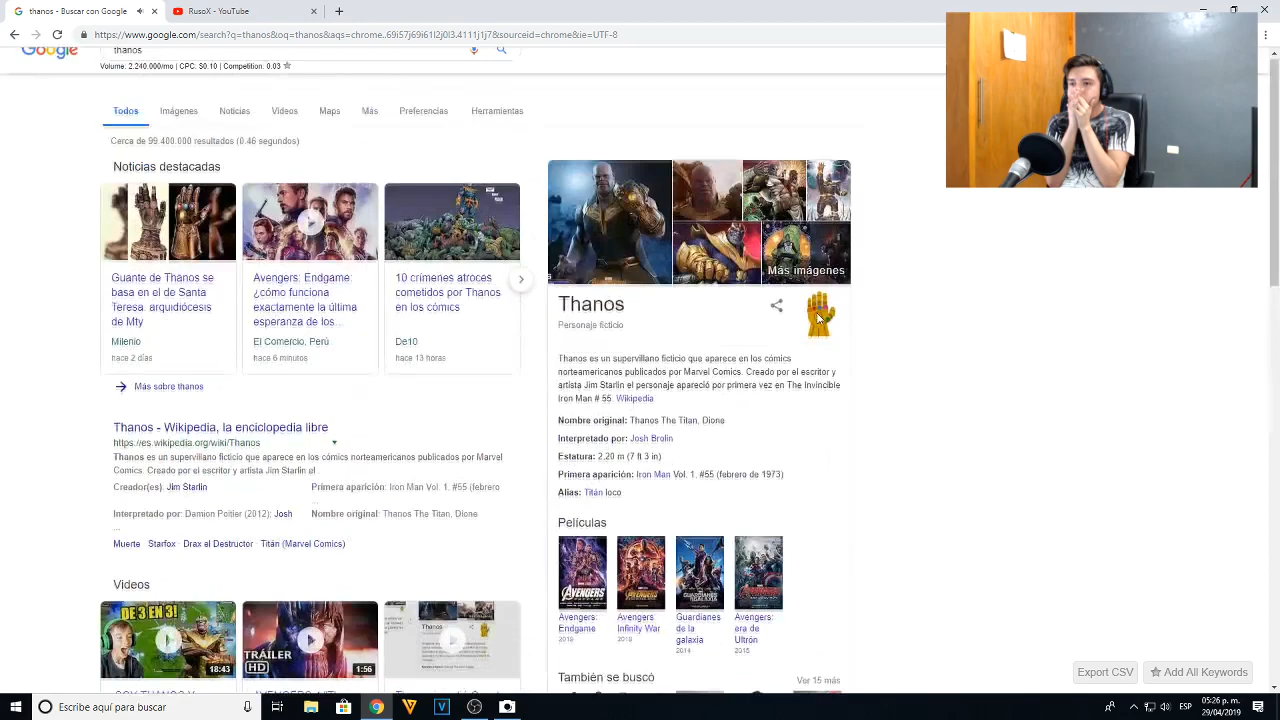 thanos - Google
RusoX - YouTube
https://www.google.com/search?q=thanos&oq=thanos&aqs=chrome..69i57j69i61l2j0l3.4111j1j7&sourceid=chrome&ie=UTF-8
Google
thanos
Volume: 2.240.000/mo | CPC: $0.10 | Competition: 0.03
Todos Imágenes Noticias Vídeos Maps Más Preferencias Herramientas
Cerca de 99.400.000 resultados (0.46 segundos)
Noticias destacadas
Guante de Thanos se
basa en el de Santa
Teresa: arquidiócesis
de Mty
Milenio
hace 2 días
Avengers: Endgame:
¿cómo funciona
exactamente la última
esperanza de los...
El Comercio, Perú
hace 6 minutos
10 crímenes atroces
cometidos por Thanos
en los cómics
De10
hace 13 horas
Más sobre thanos
Thanos - Wikipedia, la enciclopedia libre
https://es.wikipedia.org/wiki/Thanos
Thanos es un supervillano ficticio que aparece en los cómics norteamericanos publicados por Marvel
Comics. Creado por el escritor y artista Jim Starlin el
Creador(es): Jim Starlin
Primera aparición: Iron Man Vol. 1, #55 (febrero
Interpretado por: Damion Poitier (2012); Josh
Nombre original: Thanos The Titan, Dione
...
Muerte · Starfox · Drax el Destructor · Titán (Marvel Comics)
Videos
DE 3 EN 3!
18:43
TRÁILER
HD
1:56
Más imágenes
Thanos
Personaje ficticio
Thanos es un supervillano ficticio que aparece en los cómics
norteamericanos publicados por Marvel Comics. Creado por el escritor y
artista Jim Starlin el personaje apareció por primera vez en The Invincible
Iron Man # 55. Wikipedia
Nombre original: Thanos The Titan, Dione
Interpretado por: Josh Brolin
Estatura: 2,20 m (7 ft 3 in)
Primera aparición: Iron Man Vol. 1, #55 (febrero de 1973)
Alias: Titán loco
Películas
Avengers:
Endgame
2019
Avengers:
Infinity War
2018
Guardianes
de la
galaxia
2014
Avengers:
era de
Ultrón
2015
También se buscó
Ver 15 más
Export CSV
Add All Keywords
Escribe aquí para buscar
ESP
05:26 p. m.
29/04/2019